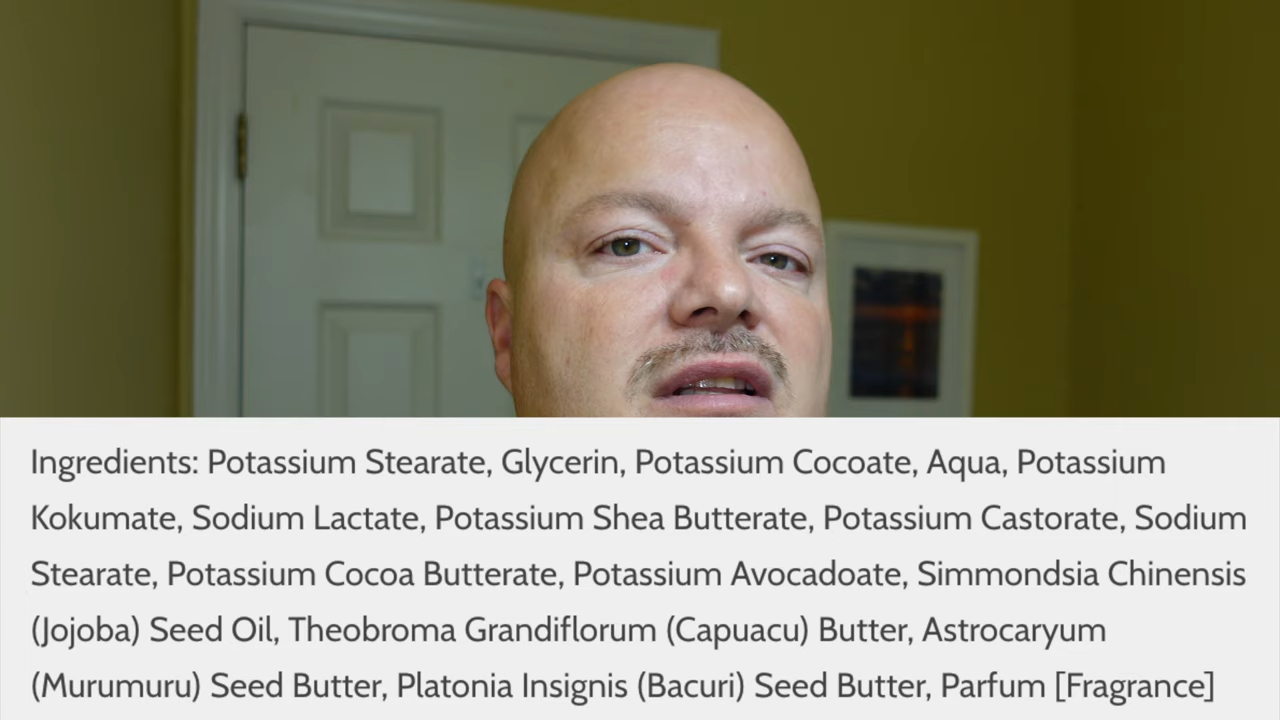 Ingredients: Potassium Stearate, Glycerin, Potassium Cocoate, Aqua, Potassium
Kokumate, Sodium Lactate, Potassium Shea Butterate, Potassium Castorate, Sodium
Stearate, Potassium Cocoa Butterate, Potassium Avocadoate, Simmondsia Chinensis
(Jojoba) Seed Oil, Theobroma Grandiflorum (Capuacu) Butter, Astrocaryum
(Murumuru) Seed Butter, Platonia Insignis (Bacuri) Seed Butter, Parfum [Fragrance]